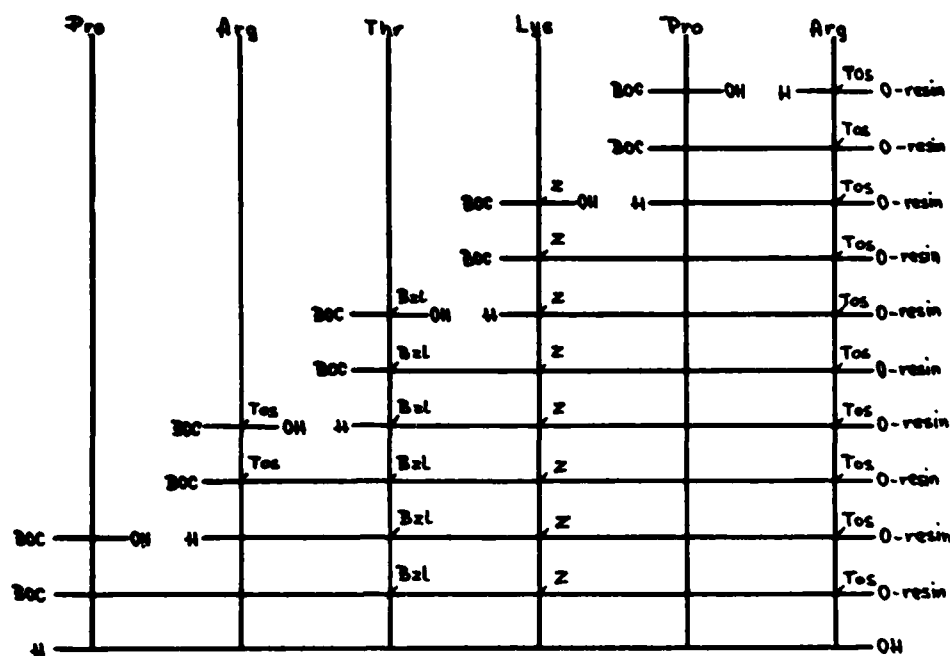 Pro Arg Thr Lys Pro Arg
BOC OH H Tos O-resin
BOC Tos O-resin
BOC Z OH H Tos O-resin
BOC Z Tos O-resin
BOC Bzl OH H Z Tos O-resin
BOC Bzl Z Tos O-resin
BOC Tos OH H Bzl Z Tos O-resin
BOC Tos Bzl Z Tos O-resin
BOC OH H Bzl Z Tos O-resin
BOC Bzl Z Tos O-resin
H OH